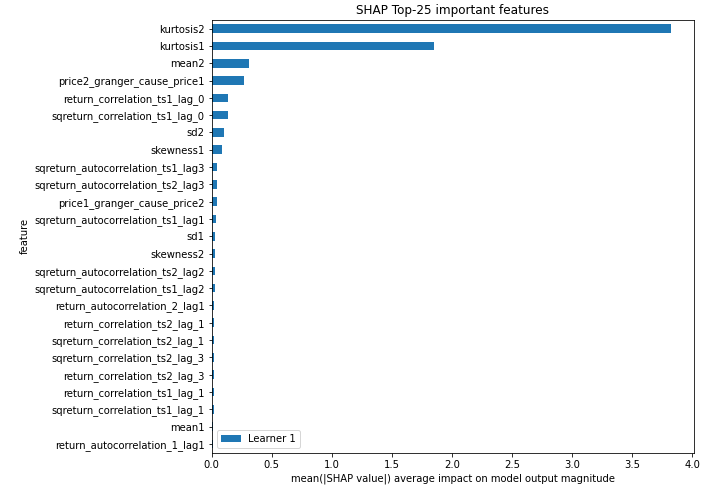 SHAP Top-25 important features
kurtosis2
kurtosis1
mean2
price2_granger_cause_price1
return_correlation_ts1_lag_0
sqreturn_correlation_ts1_lag_0
sd2
skewness1
sqreturn_autocorrelation_ts1_lag3
sqreturn_autocorrelation_ts2_lag3
price1_granger_cause_price2
sqreturn_autocorrelation_ts1_lag1
sd1
skewness2
sqreturn_autocorrelation_ts2_lag2
sqreturn_autocorrelation_ts1_lag2
return_autocorrelation_2_lag1
return_correlation_ts2_lag_1
sqreturn_correlation_ts2_lag_1
sqreturn_correlation_ts2_lag_3
return_correlation_ts2_lag_3
return_correlation_ts1_lag_1
sqreturn_correlation_ts1_lag_1
mean1
return_autocorrelation_1_lag1
feature
Learner 1
0.0 0.5 1.0 1.5 2.0 2.5 3.0 3.5 4.0
mean(|SHAP value|) average impact on model output magnitude